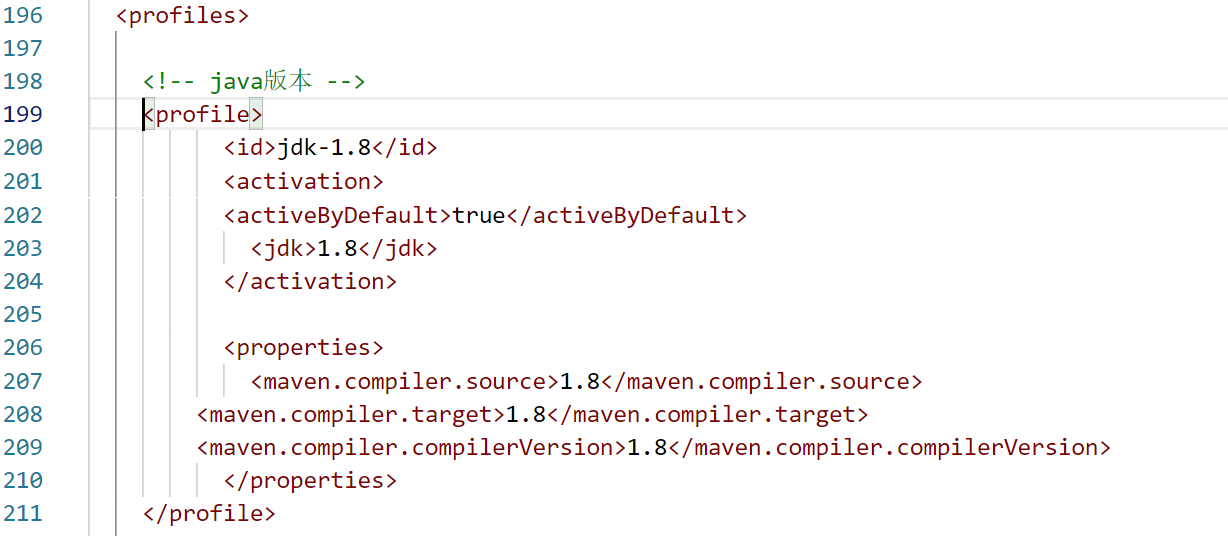 196 <profiles>
197
198 <!-- java版本 -->
199 <profile>
200 <id>jdk-1.8</id>
201 <activation>
202 <activeByDefault>true</activeByDefault>
203 <jdk>1.8</jdk>
204 </activation>
205
206 <properties>
207 <maven.compiler.source>1.8</maven.compiler.source>
208 <maven.compiler.target>1.8</maven.compiler.target>
209 <maven.compiler.compilerVersion>1.8</maven.compiler.compilerVersion>
210 </properties>
211 </profile>